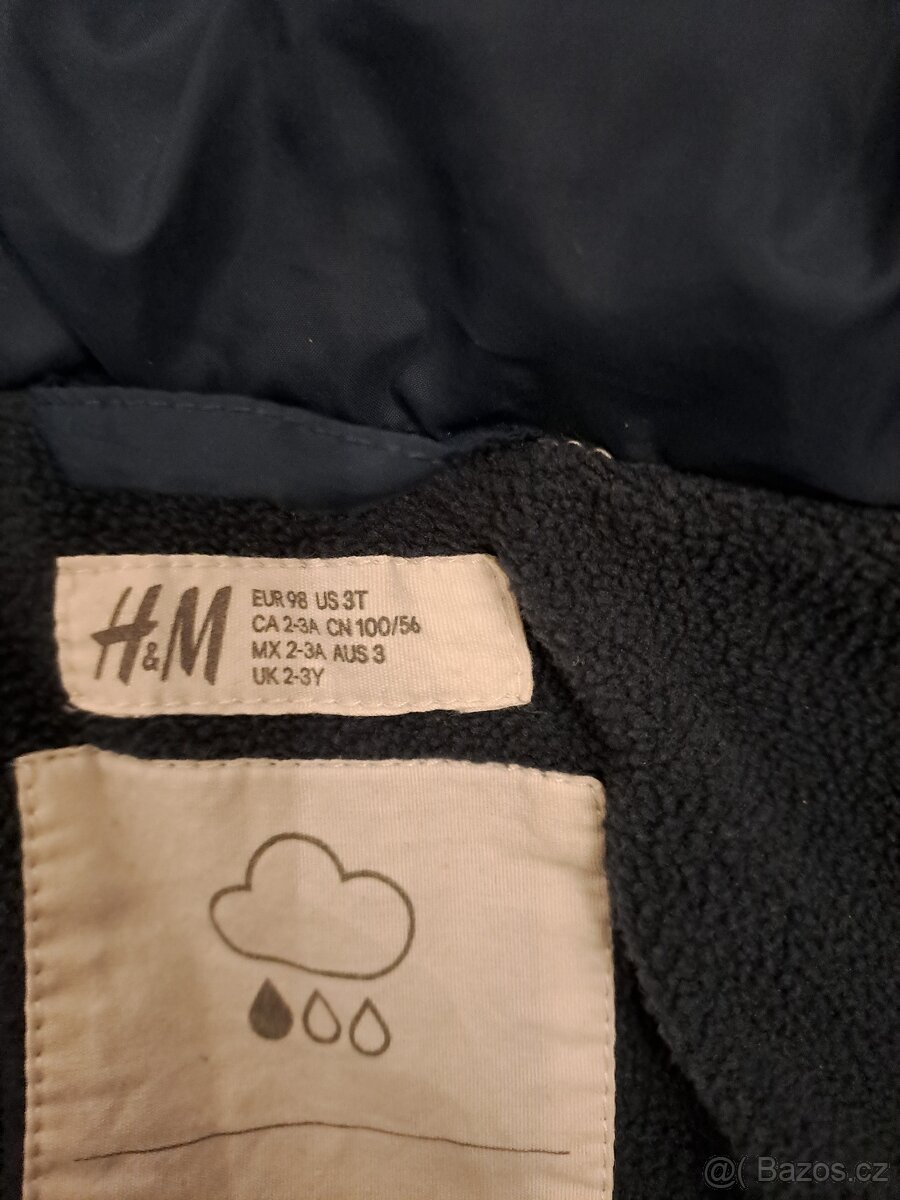 H&M
EUR 98 US 3T
CA 2-3A CN 100/56
MX 2-3A AUS 3
UK 2-3Y
@( Bazos.cz